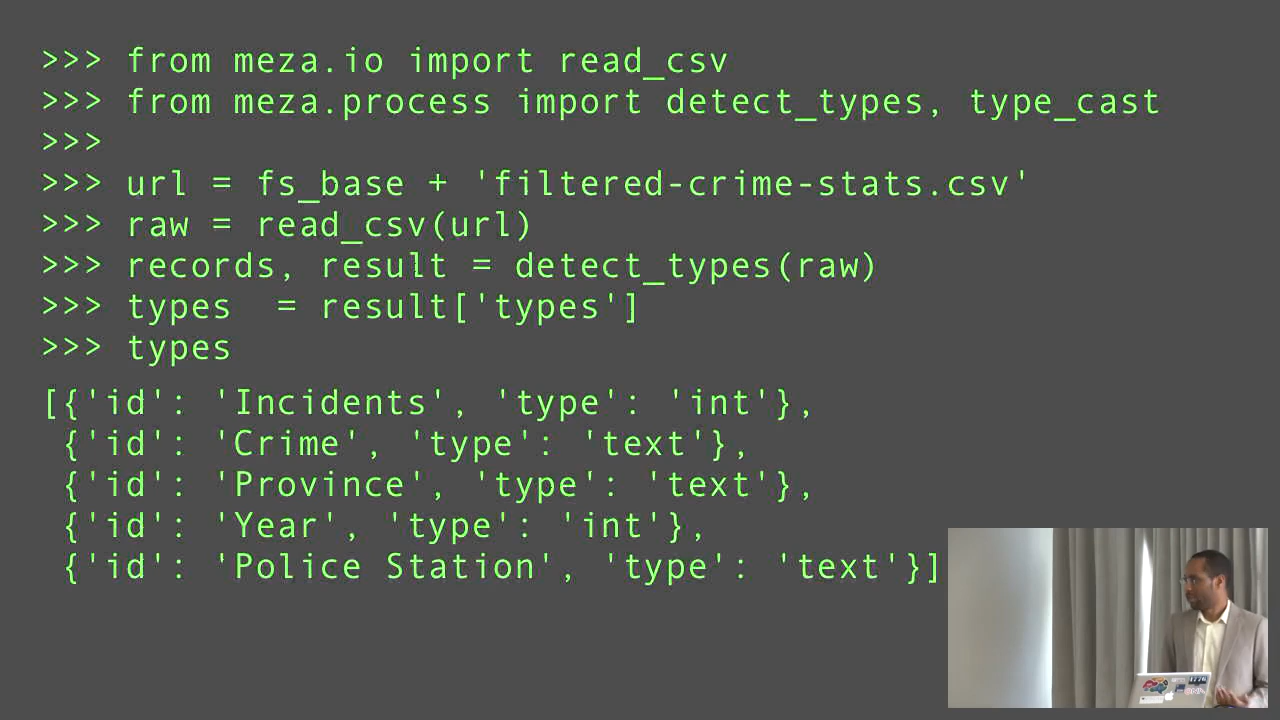 >>> from meza.io import read_csv
>>> from meza.process import detect_types, type_cast
>>>
>>> url = fs_base + 'filtered-crime-stats.csv'
>>> raw = read_csv(url)
>>> records, result = detect_types(raw)
>>> types  = result['types']
>>> types
[{'id': 'Incidents', 'type': 'int'},
 {'id': 'Crime', 'type': 'text'},
 {'id': 'Province', 'type': 'text'},
 {'id': 'Year', 'type': 'int'},
 {'id': 'Police Station', 'type': 'text'}]